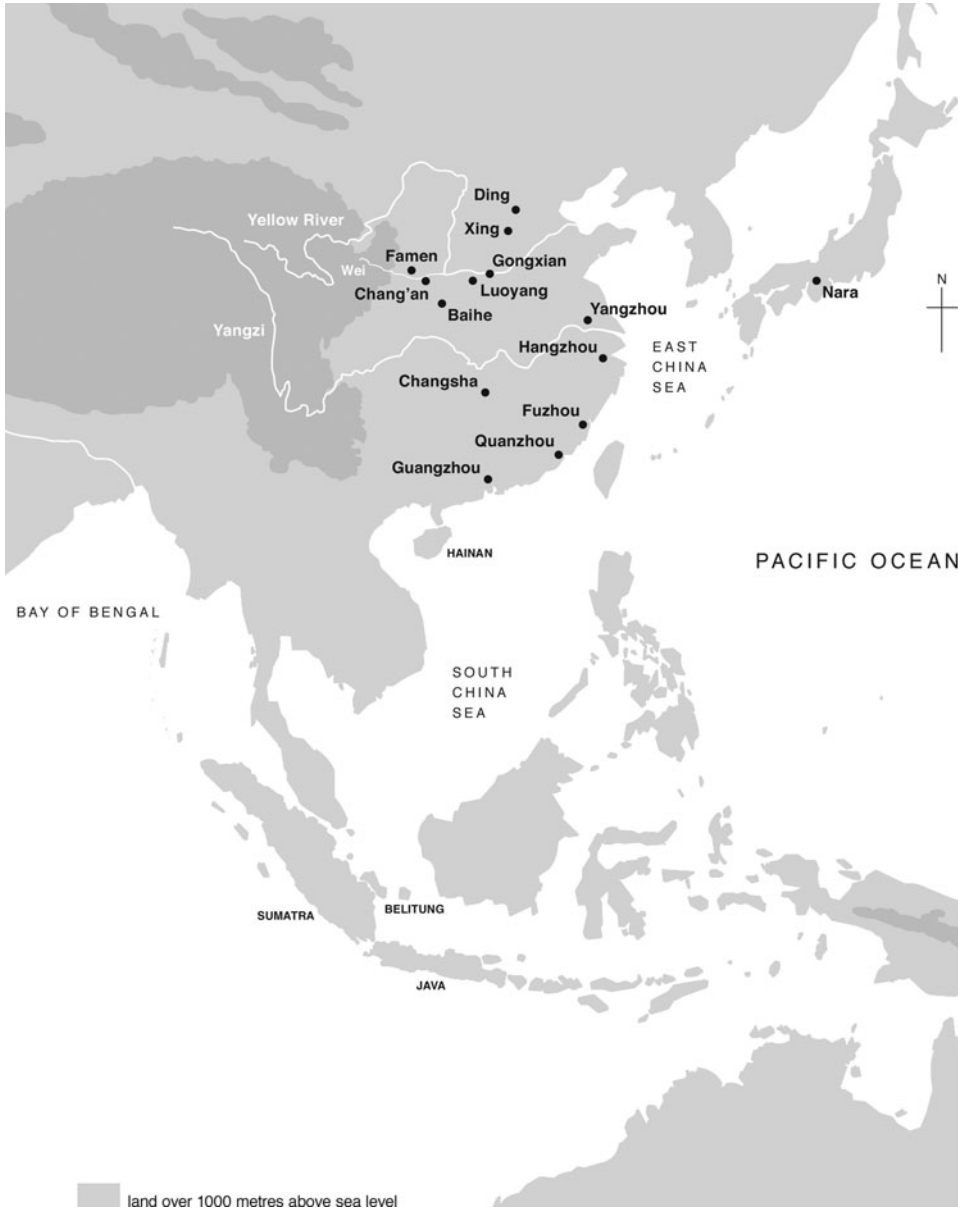 Ding
Yellow River
Xing
Famen
Gongxian
Wei
Chang'an
Luoyang
Nara
N
Baihe
Yangzhou
Yangzi
Hangzhou
EAST
CHINA
SEA
Changsha
Fuzhou
Quanzhou
Guangzhou
HAINAN
PACIFIC OCEAN
BAY OF BENGAL
SOUTH
CHINA
SEA
BELITUNG
SUMATRA
JAVA
land over 1000 metres above sea level